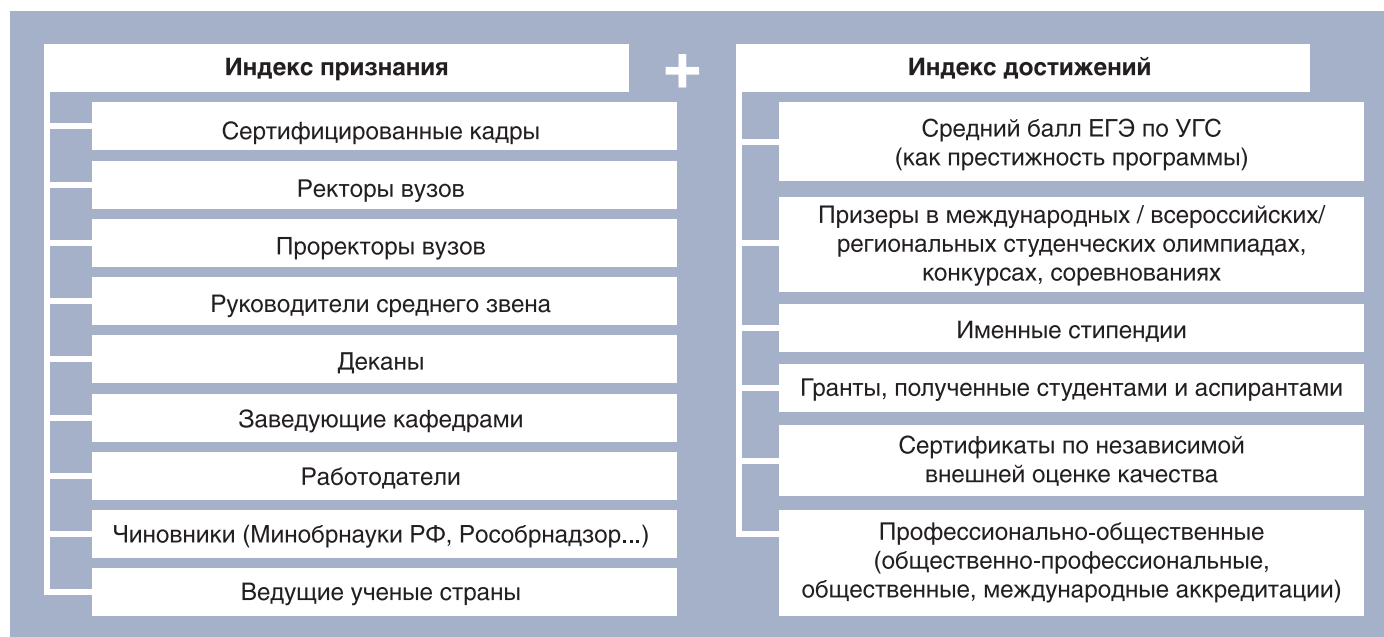 Индекс признания
Сертифицированные кадры
Ректоры вузов
Проректоры вузов
Руководители среднего звена
Деканы
Заведующие кафедрами
Работодатели
Чиновники (Минобрнауки РФ, Рособрнадзор...)
Ведущие ученые страны
+
Индекс достижений
Средний балл ЕГЭ по УГС
(как престижность программы)
Призеры в международных / всероссийских/
региональных студенческих олимпиадах,
конкурсах, соревнованиях
Именные стипендии
Гранты, полученные студентами и аспирантами
Сертификаты по независимой
внешней оценке качества
Профессионально-общественные
(общественно-профессиональные,
общественные, международные аккредитации)